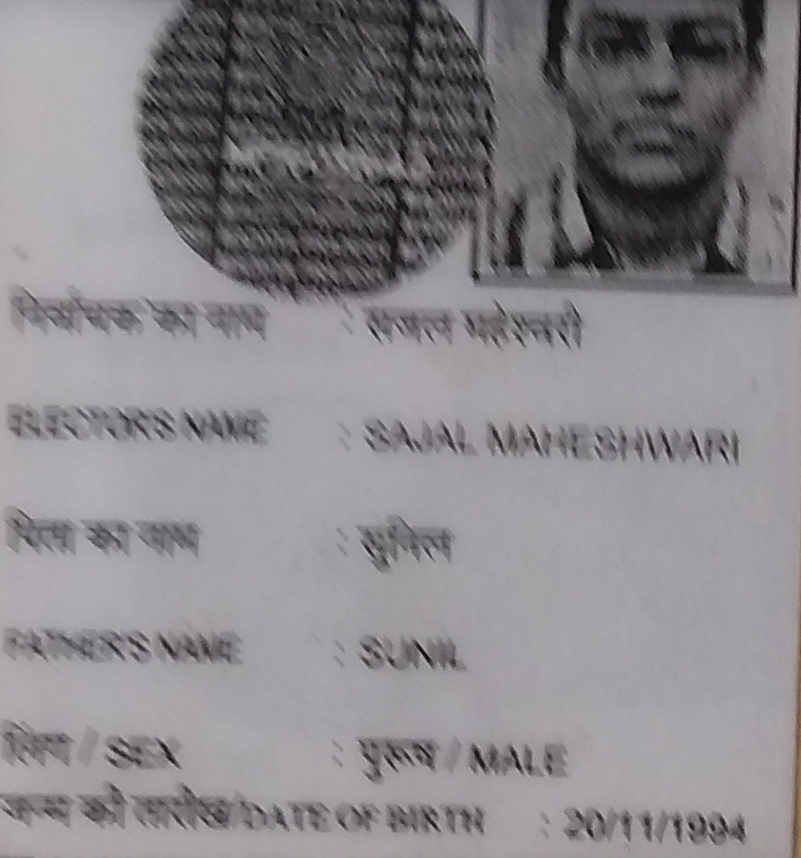 निर्वाचक का नाम : सजल महेश्वरी
ELECTOR'S NAME : SAJAL MAHESHWARI
पिता का नाम : सुनिल
FATHER'S NAME : SUNIL
लिंग / SEX : पुरूष / MALE
जन्म की तारीख/DATE OF BIRTH : 20/11/1994